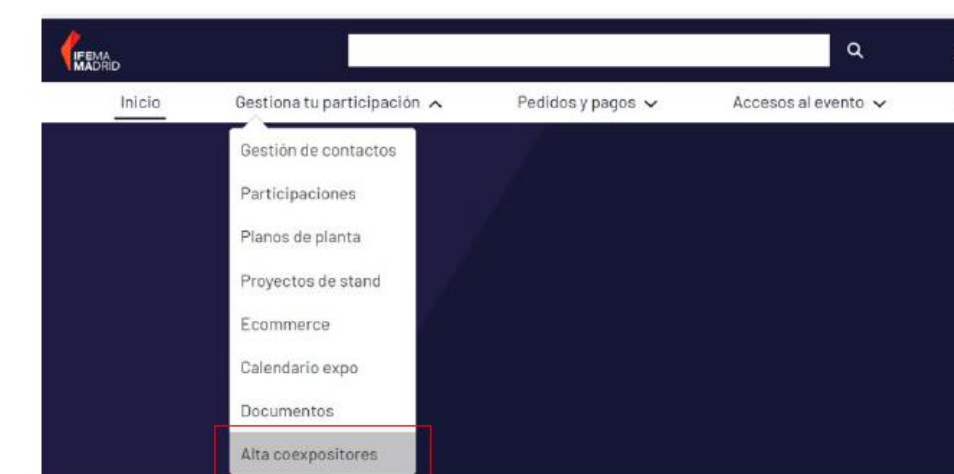 IFEMA
MADRID
Inicio
Gestiona tu participación
Pedidos y pagos
Accesos al evento
Gestión de contactos
Participaciones
Planos de planta
Proyectos de stand
Ecommerce
Calendario expo
Documentos
Alta coexpositores